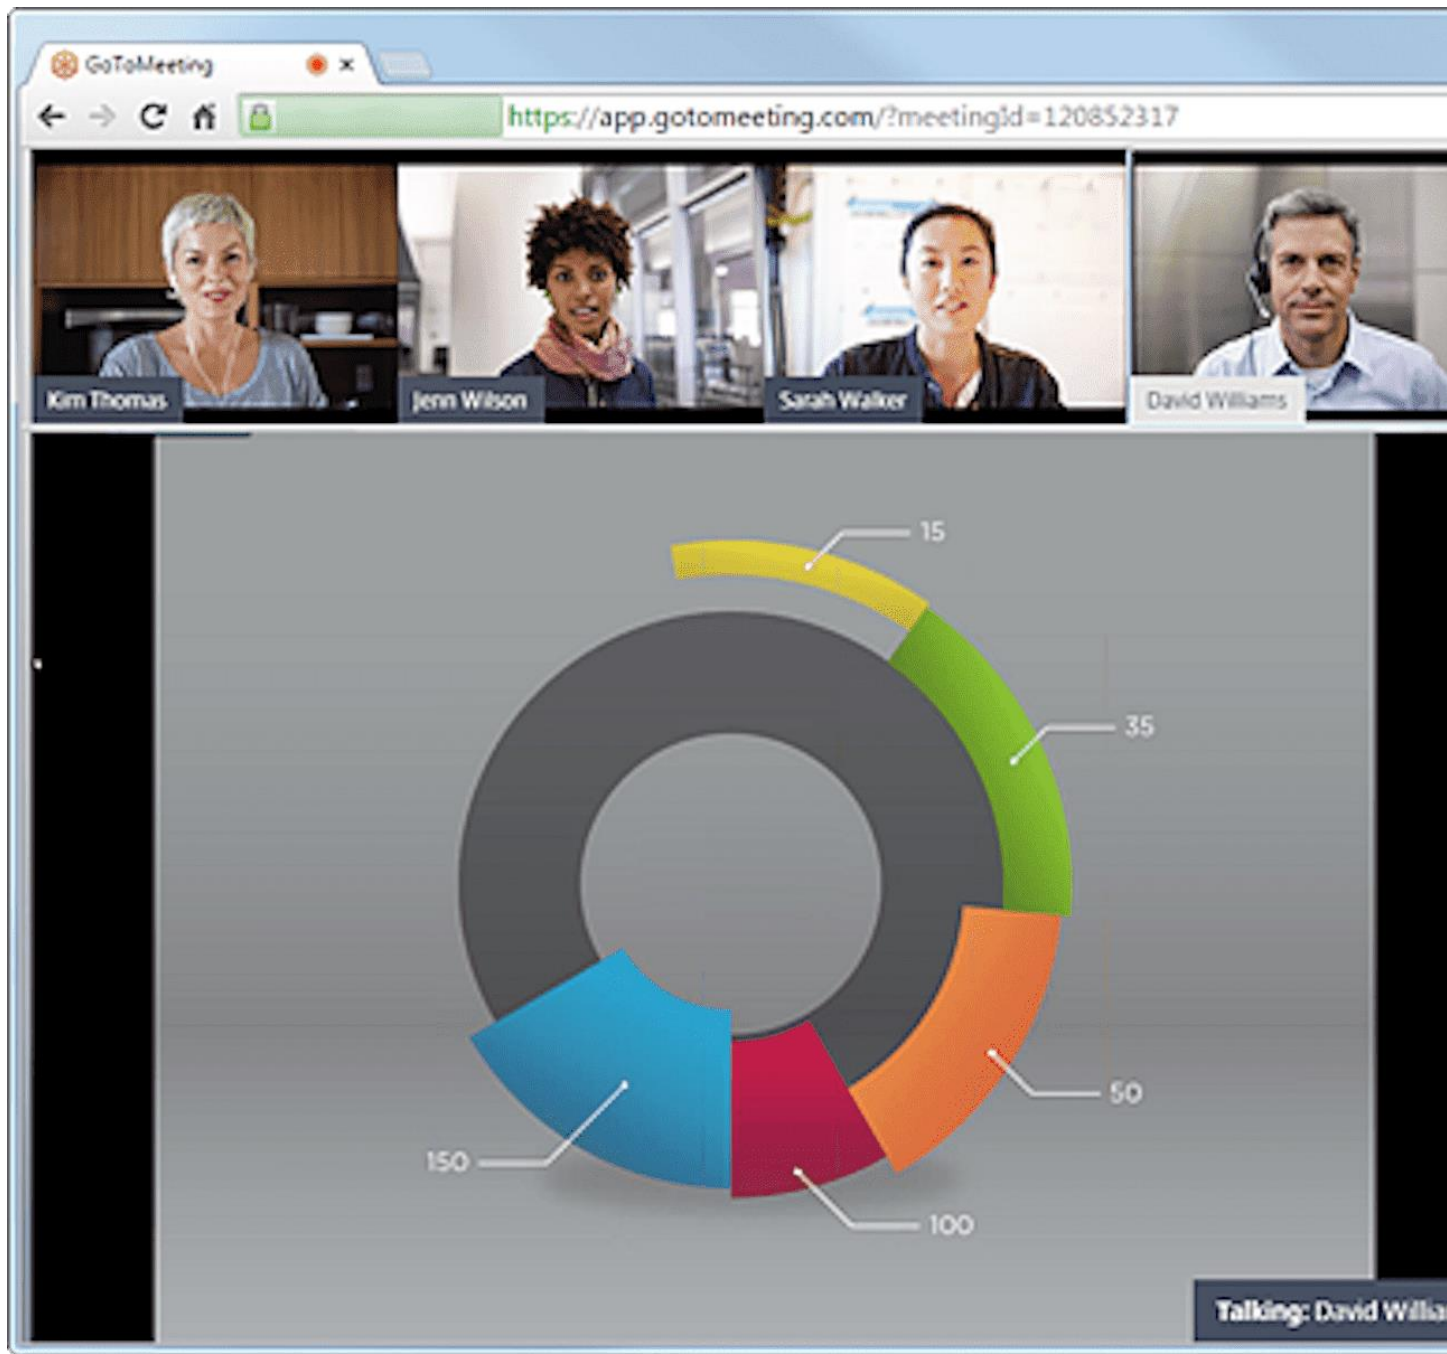 GoToMeeting
https://app.gotomeeting.com/?meetingId=120852317
Kim Thomas
Jenn Wilson
Sarah Walker
David Williams
15
35
50
150
100
Talking: David Willia